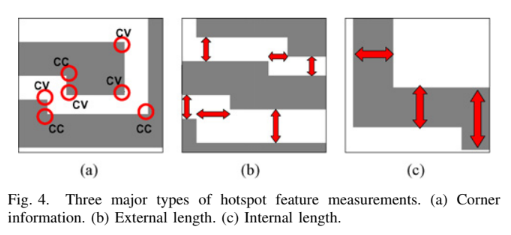 CV
CC
CV
CV
CV
CC
CC
(a)
(b)
(c)
Fig. 4. Three major types of hotspot feature measurements. (a) Corner
information. (b) External length. (c) Internal length.